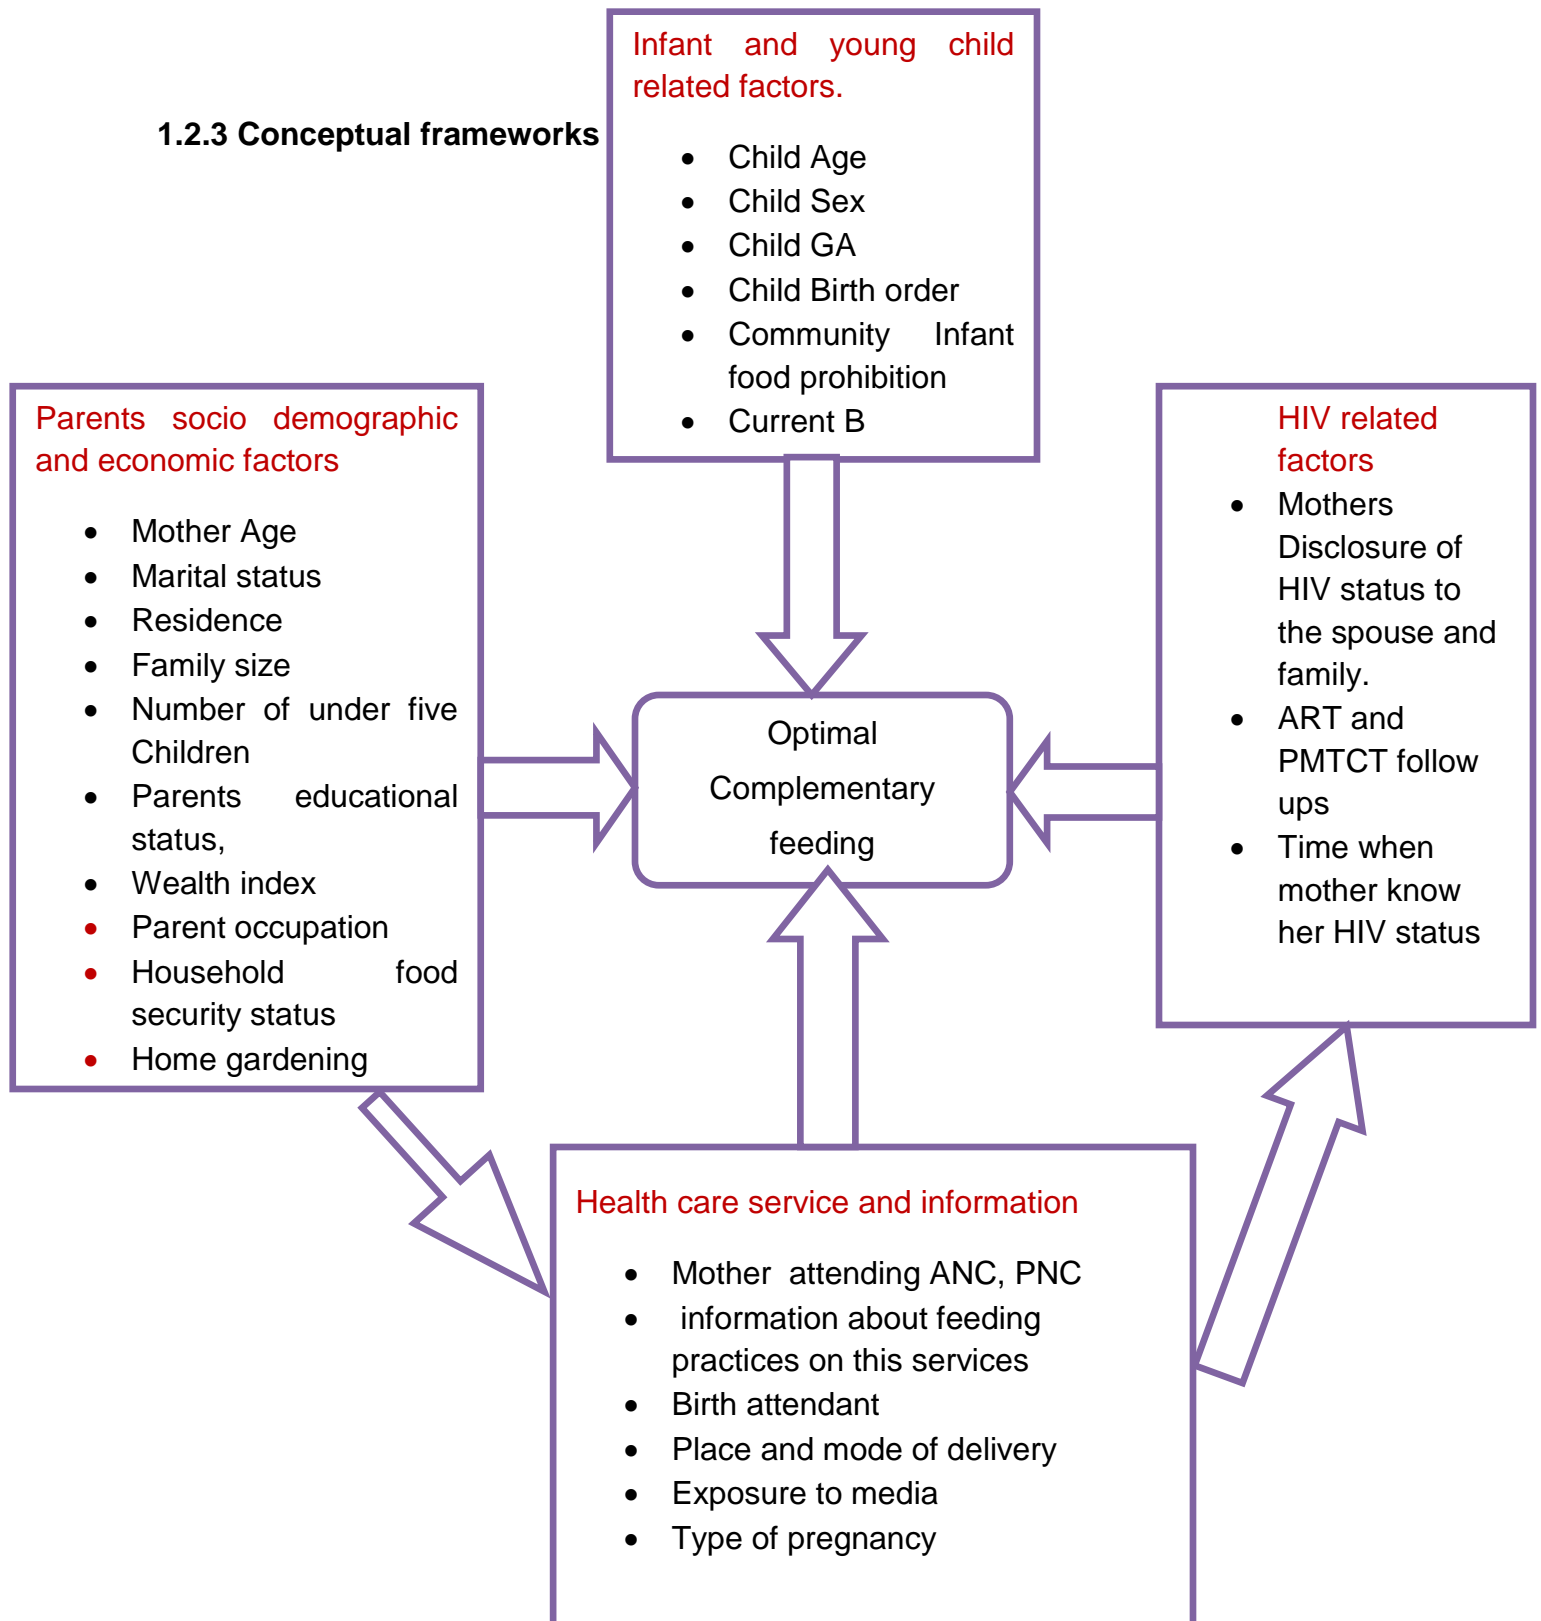 1.2.3 Conceptual frameworks
Infant and young child
related factors.
• Child Age
• Child Sex
• Child GA
• Child Birth order
• Community Infant
food prohibition
• Current B
Parents socio demographic
and economic factors
• Mother Age
• Marital status
• Residence
• Family size
• Number of under five
Children
• Parents educational
status,
• Wealth index
• Parent occupation
• Household food
security status
• Home gardening
Optimal
Complementary
feeding
HIV related
factors
• Mothers
Disclosure of
HIV status to
the spouse and
family.
• ART and
PMTCT follow
ups
• Time when
mother know
her HIV status
Health care service and information
• Mother attending ANC, PNC
• information about feeding
practices on this services
• Birth attendant
• Place and mode of delivery
• Exposure to media
• Type of pregnancy